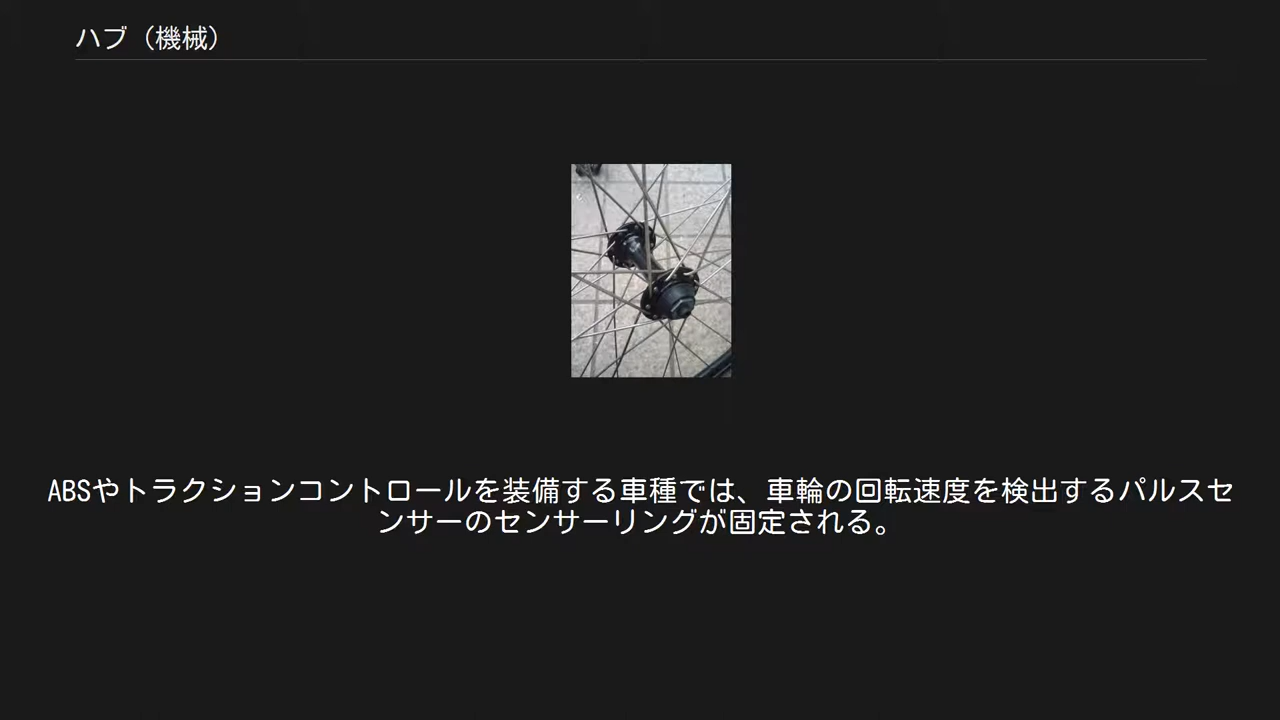 ハブ（機械）
ABSやトラクションコントロールを装備する車種では、車輪の回転速度を検出するパルスセ
ンサーのセンサーリングが固定される。